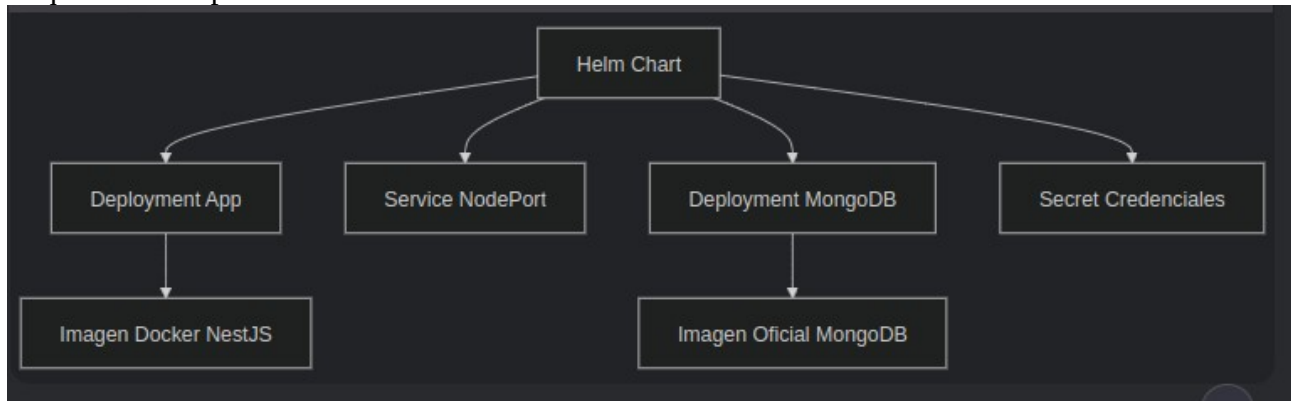 Helm Chart
Deployment App
Service NodePort
Deployment MongoDB
Secret Credenciales
Imagen Docker NestJS
Imagen Oficial MongoDB